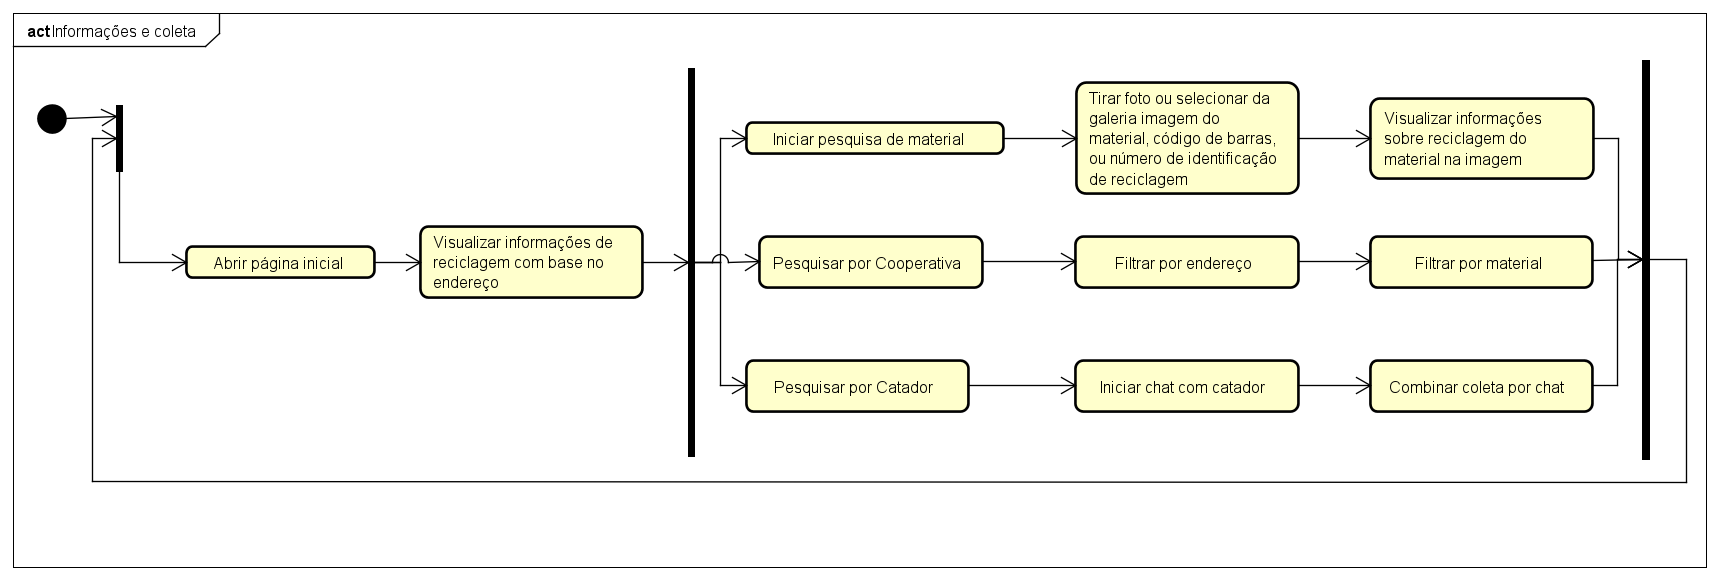 act Informações e coleta
Iniciar pesquisa de material
Tirar foto ou selecionar da
galeria imagem do
material, código de barras,
ou número de identificação
de reciclagem
Visualizar informações
sobre reciclagem do
material na imagem
Abrir página inicial
Visualizar informações de
reciclagem com base no
endereço
Pesquisar por Cooperativa
Filtrar por endereço
Filtrar por material
Pesquisar por Catador
Iniciar chat com catador
Combinar coleta por chat